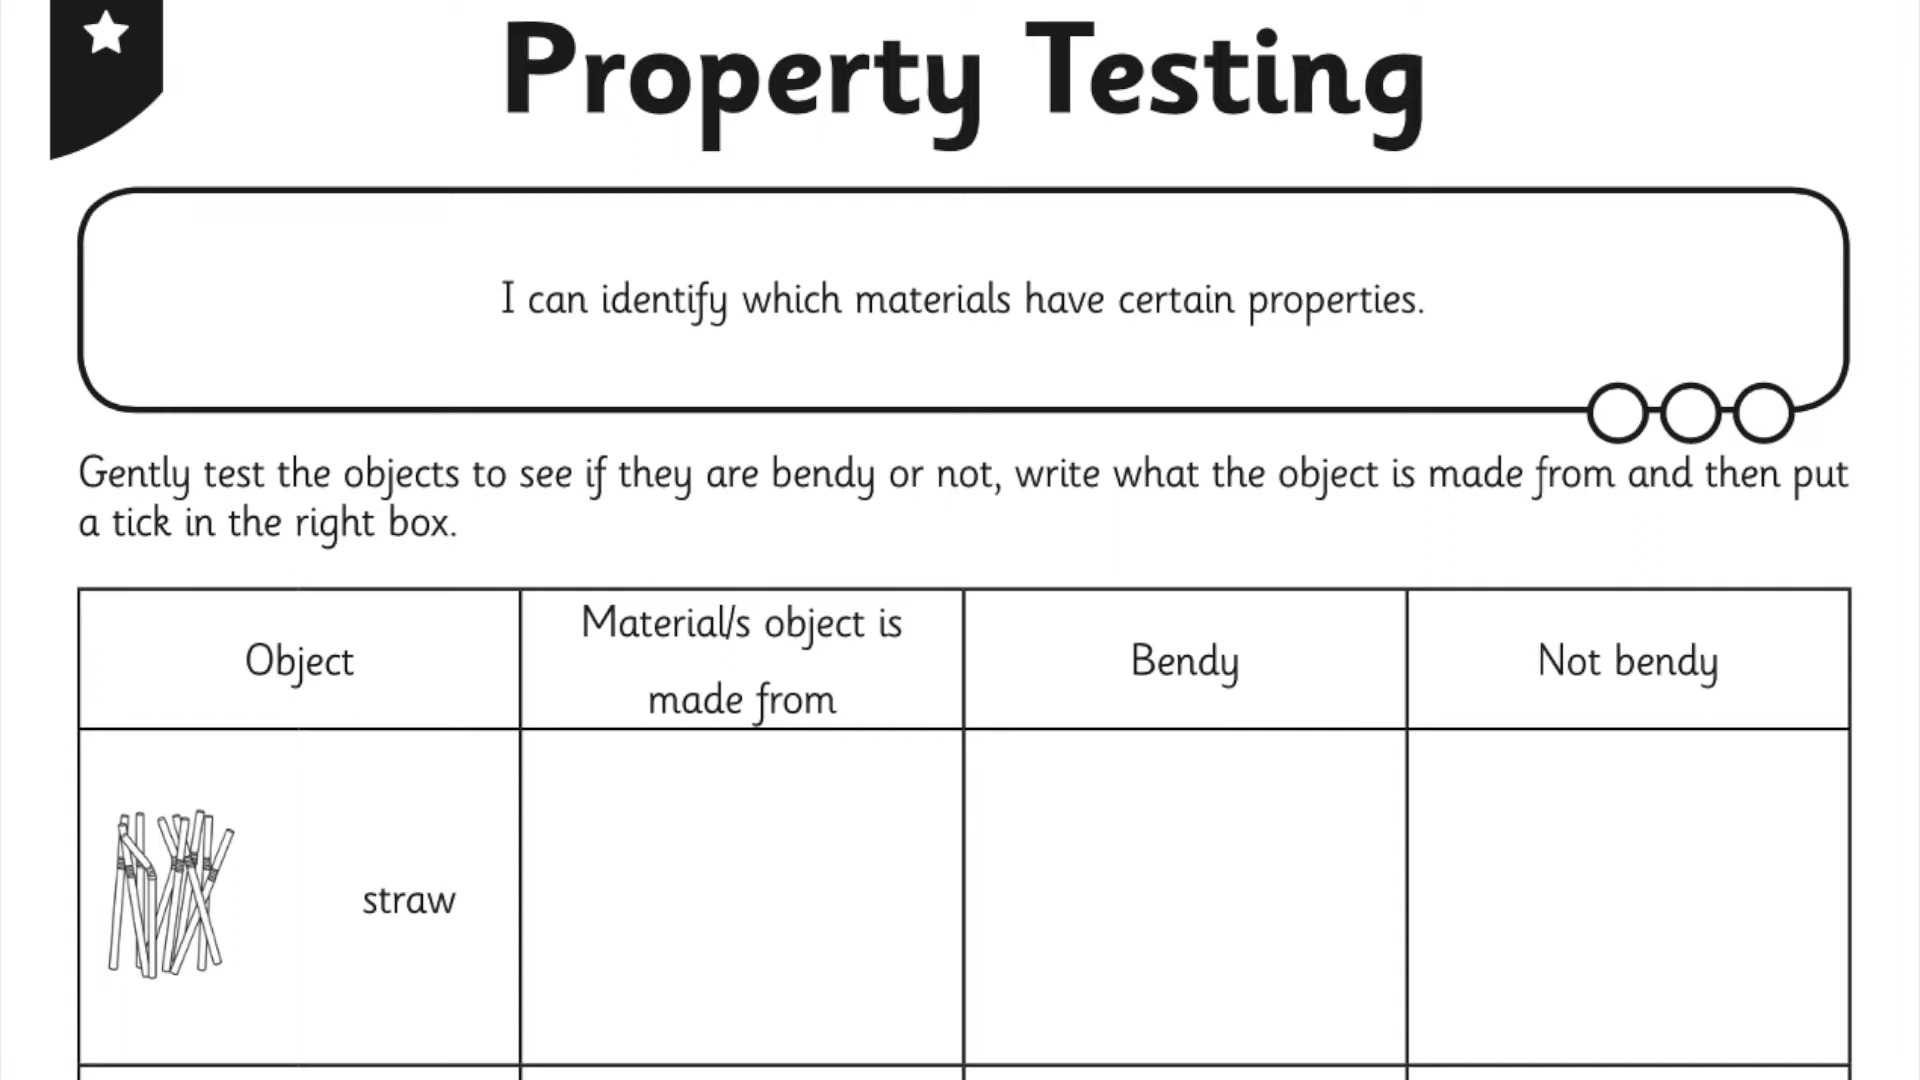 Property Testing
I can identify which materials have certain properties.
Gently test the objects to see if they are bendy or not, write what the object is made from and then put
a tick in the right box.
Object
Material/s object is
made from
Bendy
Not bendy
straw